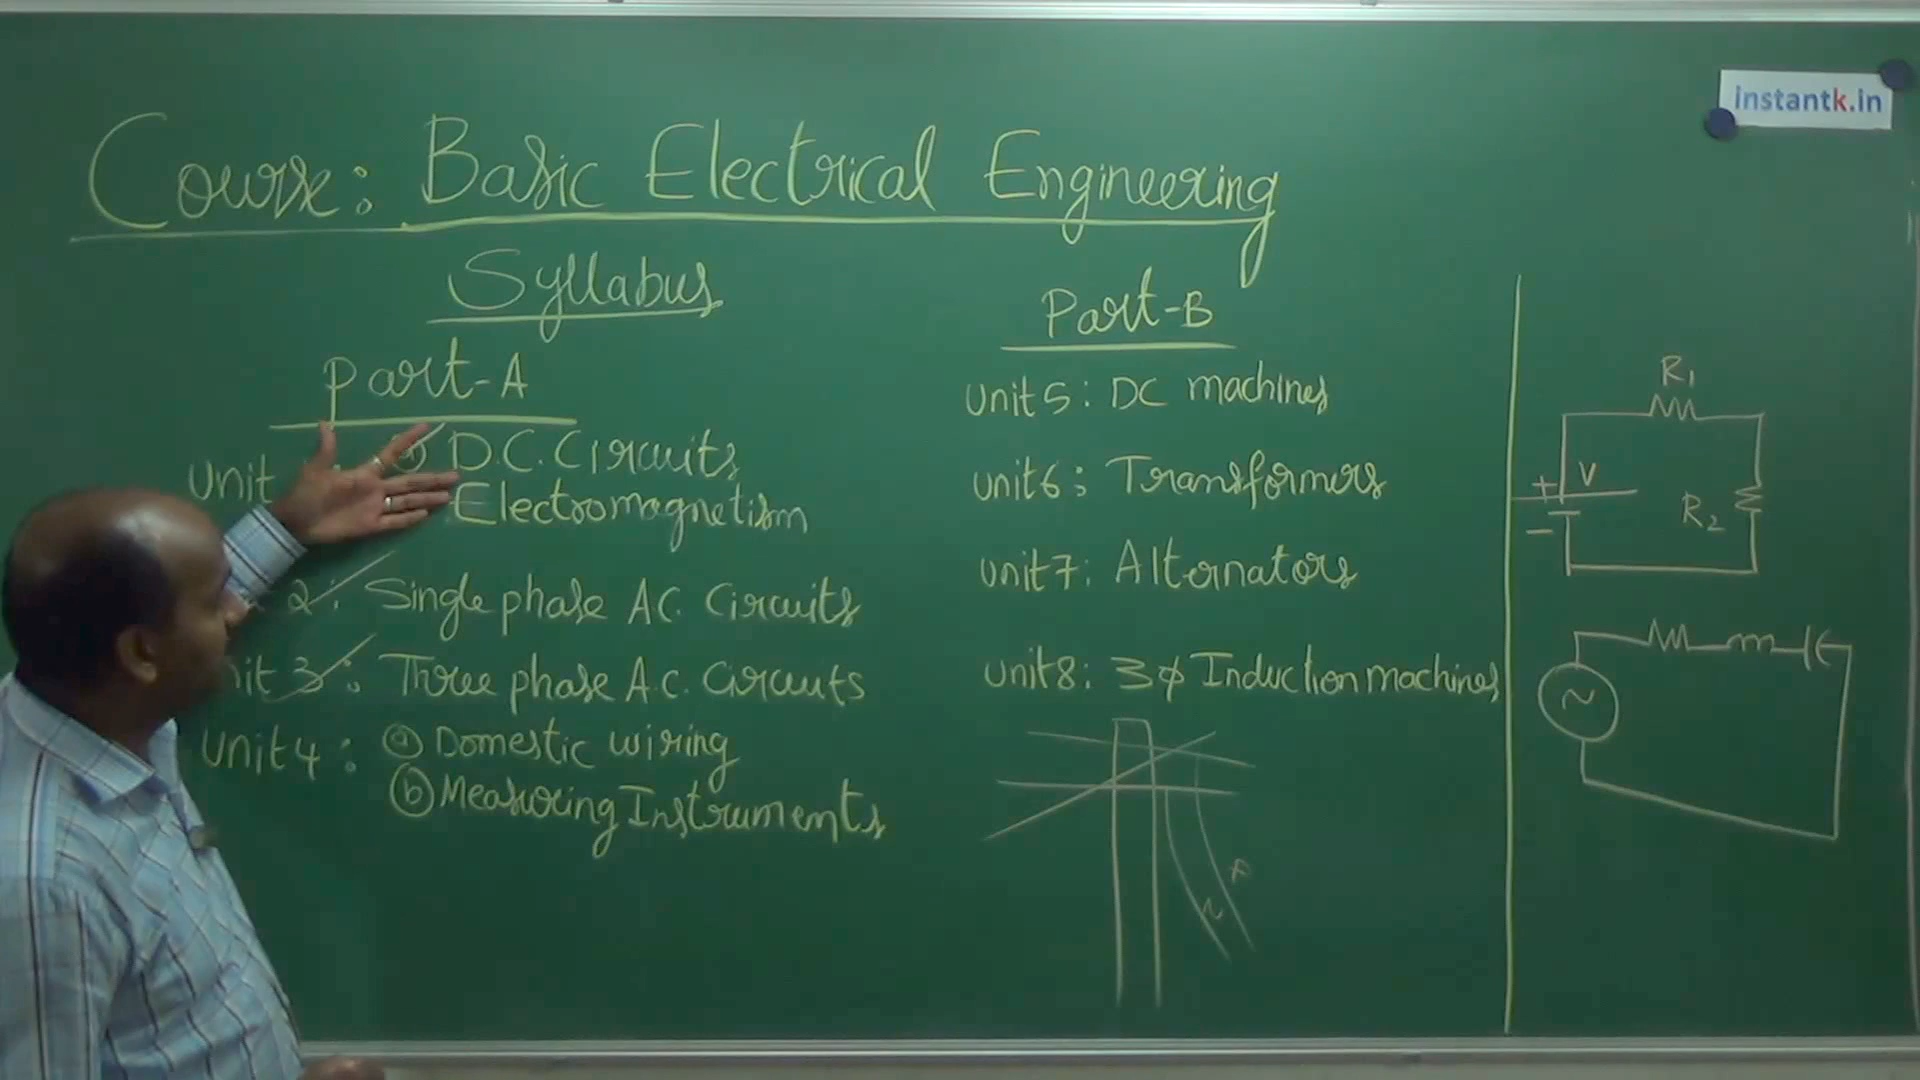 instantk.in
Course: Basic Electrical Engineering
Syllabus
Part-A
Unit ⓐ D.C. Circuits
Electromagnetism
2: Single phase A.C. Circuits
nit 3: Three phase A.C. Circuits
Unit 4: ⓐ Domestic wiring
ⓑ Measuring Instruments
Part-B
Unit 5: DC machines
Unit 6: Transformers
Unit 7: Alternators
Unit 8: 3φ Induction machines
P
N
R1
+ V
R2
-
~